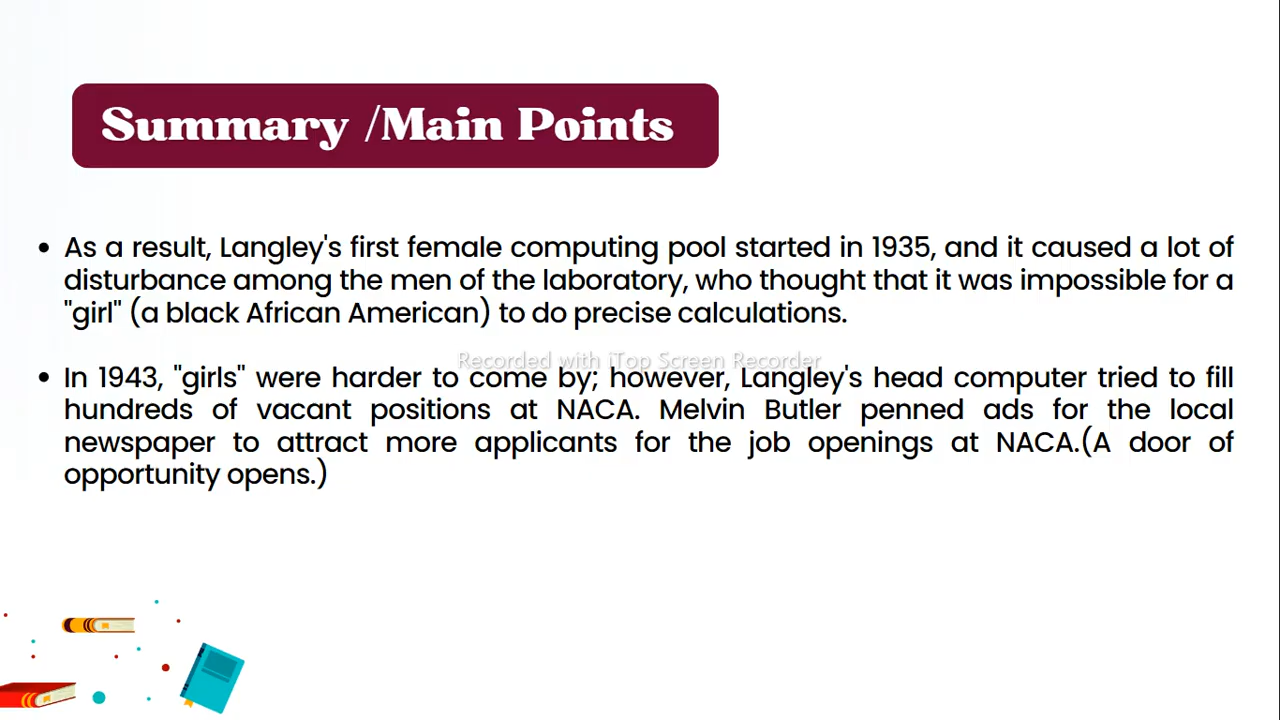 Summary /Main Points
• As a result, Langley's first female computing pool started in 1935, and it caused a lot of
disturbance among the men of the laboratory, who thought that it was impossible for a
"girl" (a black African American) to do precise calculations.
Recorded with iTop Screen Recorder
• In 1943, "girls" were harder to come by; however, Langley's head computer tried to fill
hundreds of vacant positions at NACA. Melvin Butler penned ads for the local
newspaper to attract more applicants for the job openings at NACA.(A door of
opportunity opens.)